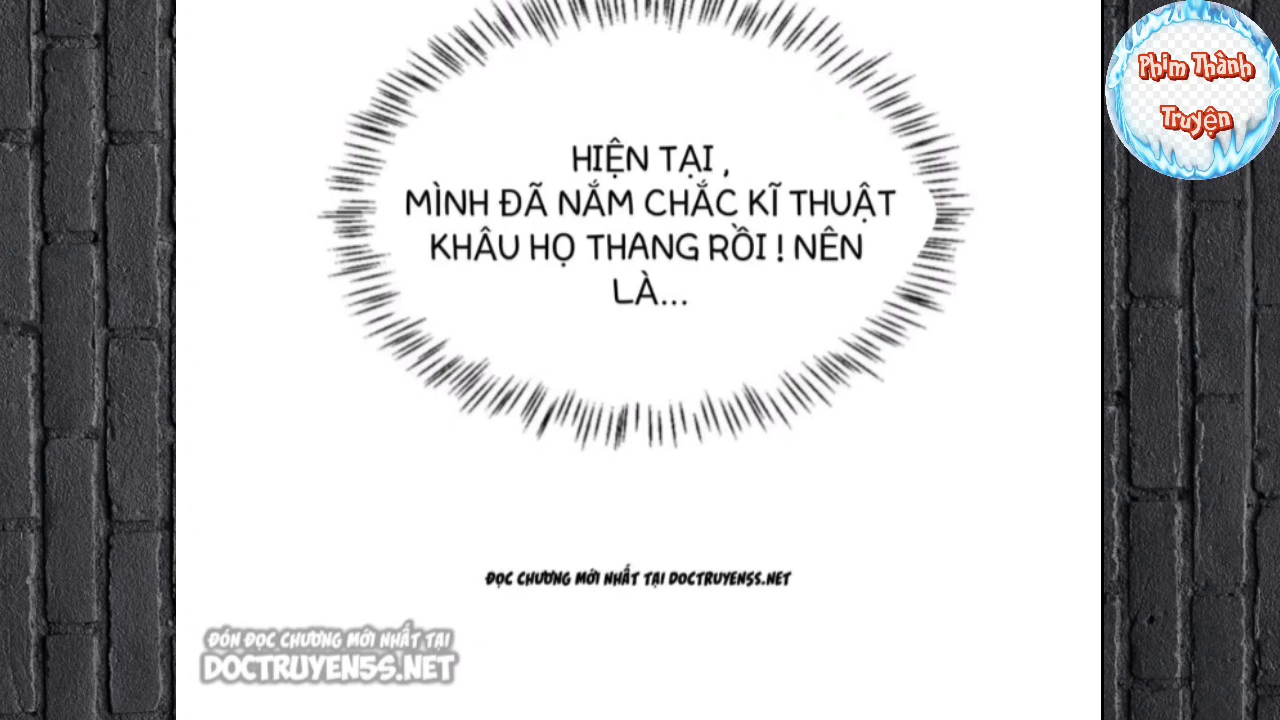 Phim Thành
Truyện
HIỆN TẠI ,
MÌNH ĐÃ NẮM CHẮC KĨ THUẬT
KHÂU HỌ THANG RỒI ! NÊN
LÀ...
ĐỌC CHƯƠNG MỚI NHẤT TẠI DOCTRUYEN5S.NET
ĐÓN ĐỌC CHƯƠNG MỚI NHẤT TẠI
DOCTRUYEN5S.NET